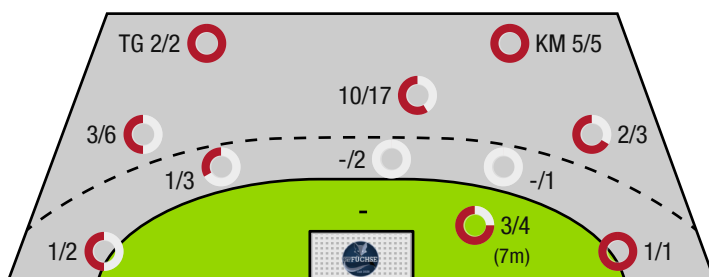 TG 2/2
KM 5/5
10/17
3/6
2/3
1/3
-/2
-/1
-
3/4
(7m)
1/2
1/1
FÜCHSE